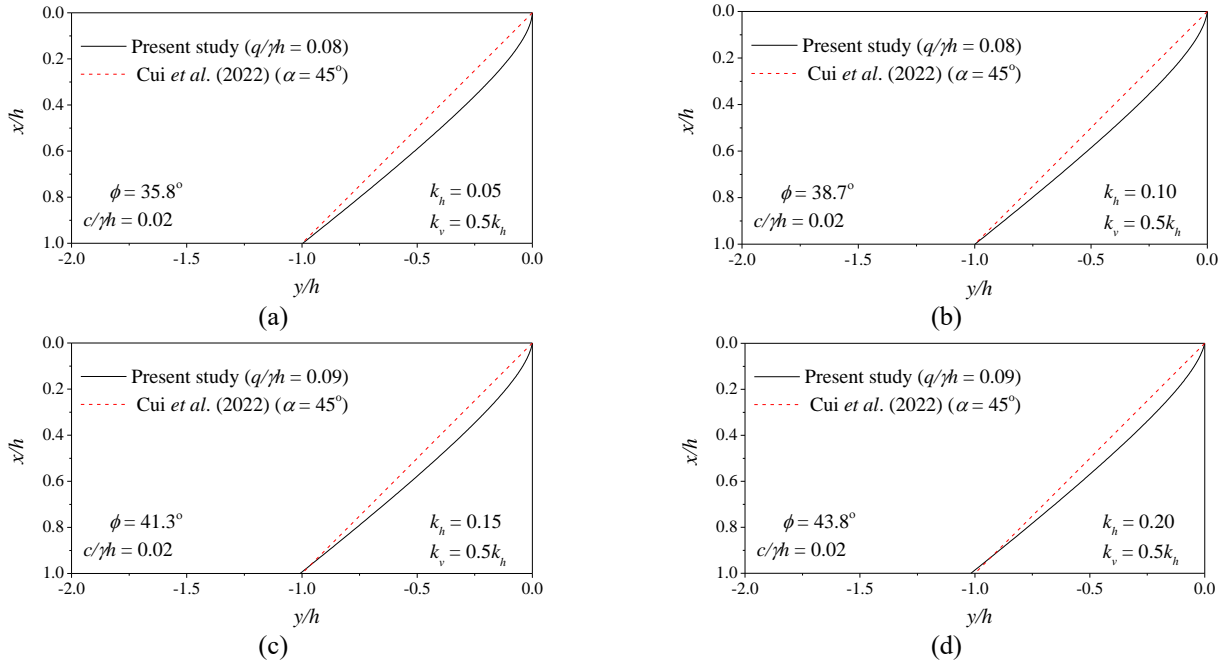 0.0
0.2
0.4
0.6
0.8
1.0
x/h
Present study (q/γh = 0.08)
Cui et al. (2022) (α = 45°)
ϕ = 35.8°
c/γh = 0.02
k_h = 0.05
k_v = 0.5k_h
-2.0 -1.5 -1.0 -0.5 0.0
y/h
(a)
0.0
0.2
0.4
0.6
0.8
1.0
x/h
Present study (q/γh = 0.08)
Cui et al. (2022) (α = 45°)
ϕ = 38.7°
c/γh = 0.02
k_h = 0.10
k_v = 0.5k_h
-2.0 -1.5 -1.0 -0.5 0.0
y/h
(b)
0.0
0.2
0.4
0.6
0.8
1.0
x/h
Present study (q/γh = 0.09)
Cui et al. (2022) (α = 45°)
ϕ = 41.3°
c/γh = 0.02
k_h = 0.15
k_v = 0.5k_h
-2.0 -1.5 -1.0 -0.5 0.0
y/h
(c)
0.0
0.2
0.4
0.6
0.8
1.0
x/h
Present study (q/γh = 0.09)
Cui et al. (2022) (α = 45°)
ϕ = 43.8°
c/γh = 0.02
k_h = 0.20
k_v = 0.5k_h
-2.0 -1.5 -1.0 -0.5 0.0
y/h
(d)